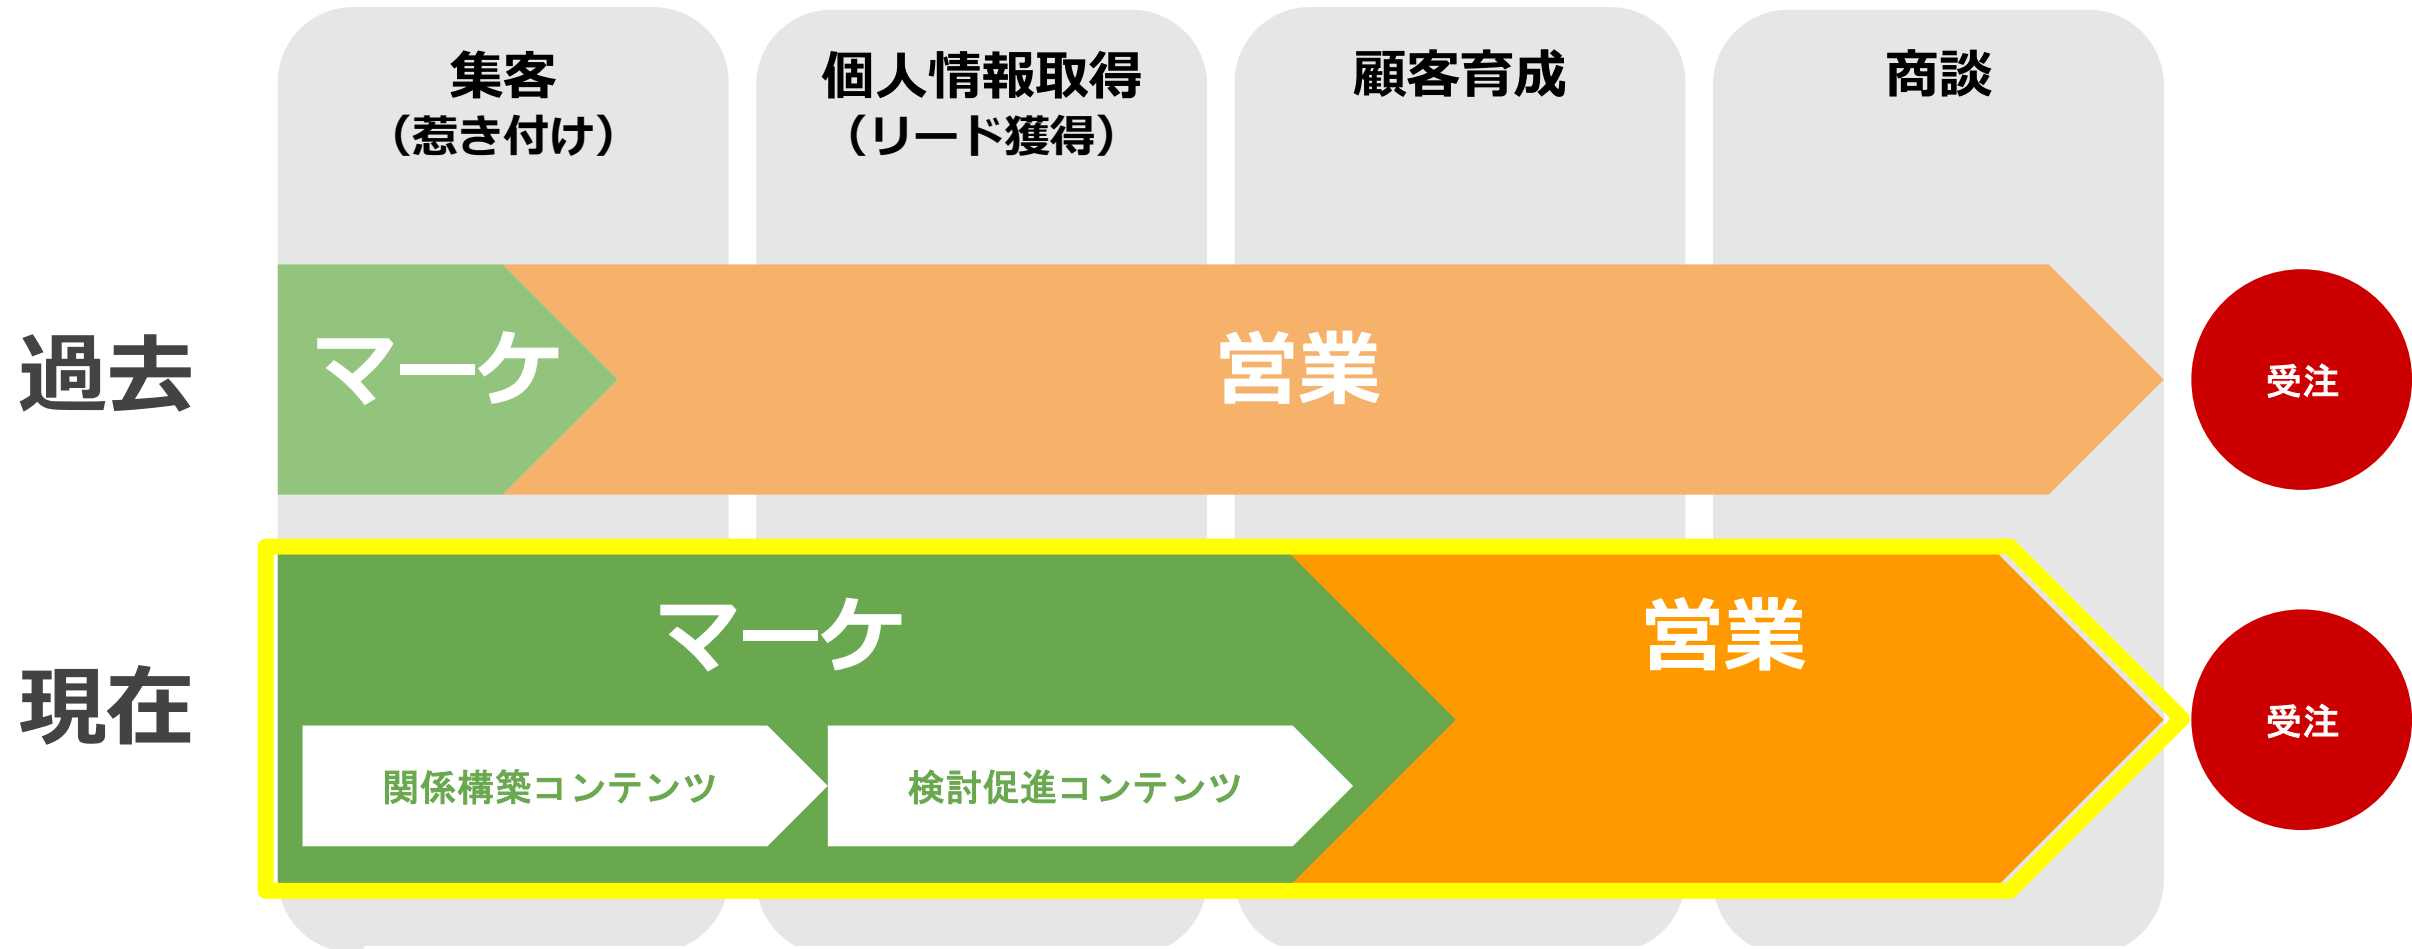 集客
（惹き付け）
個人情報取得
（リード獲得）
顧客育成
商談
過去
マーケ
営業
受注
現在
マーケ
営業
関係構築コンテンツ
検討促進コンテンツ
受注